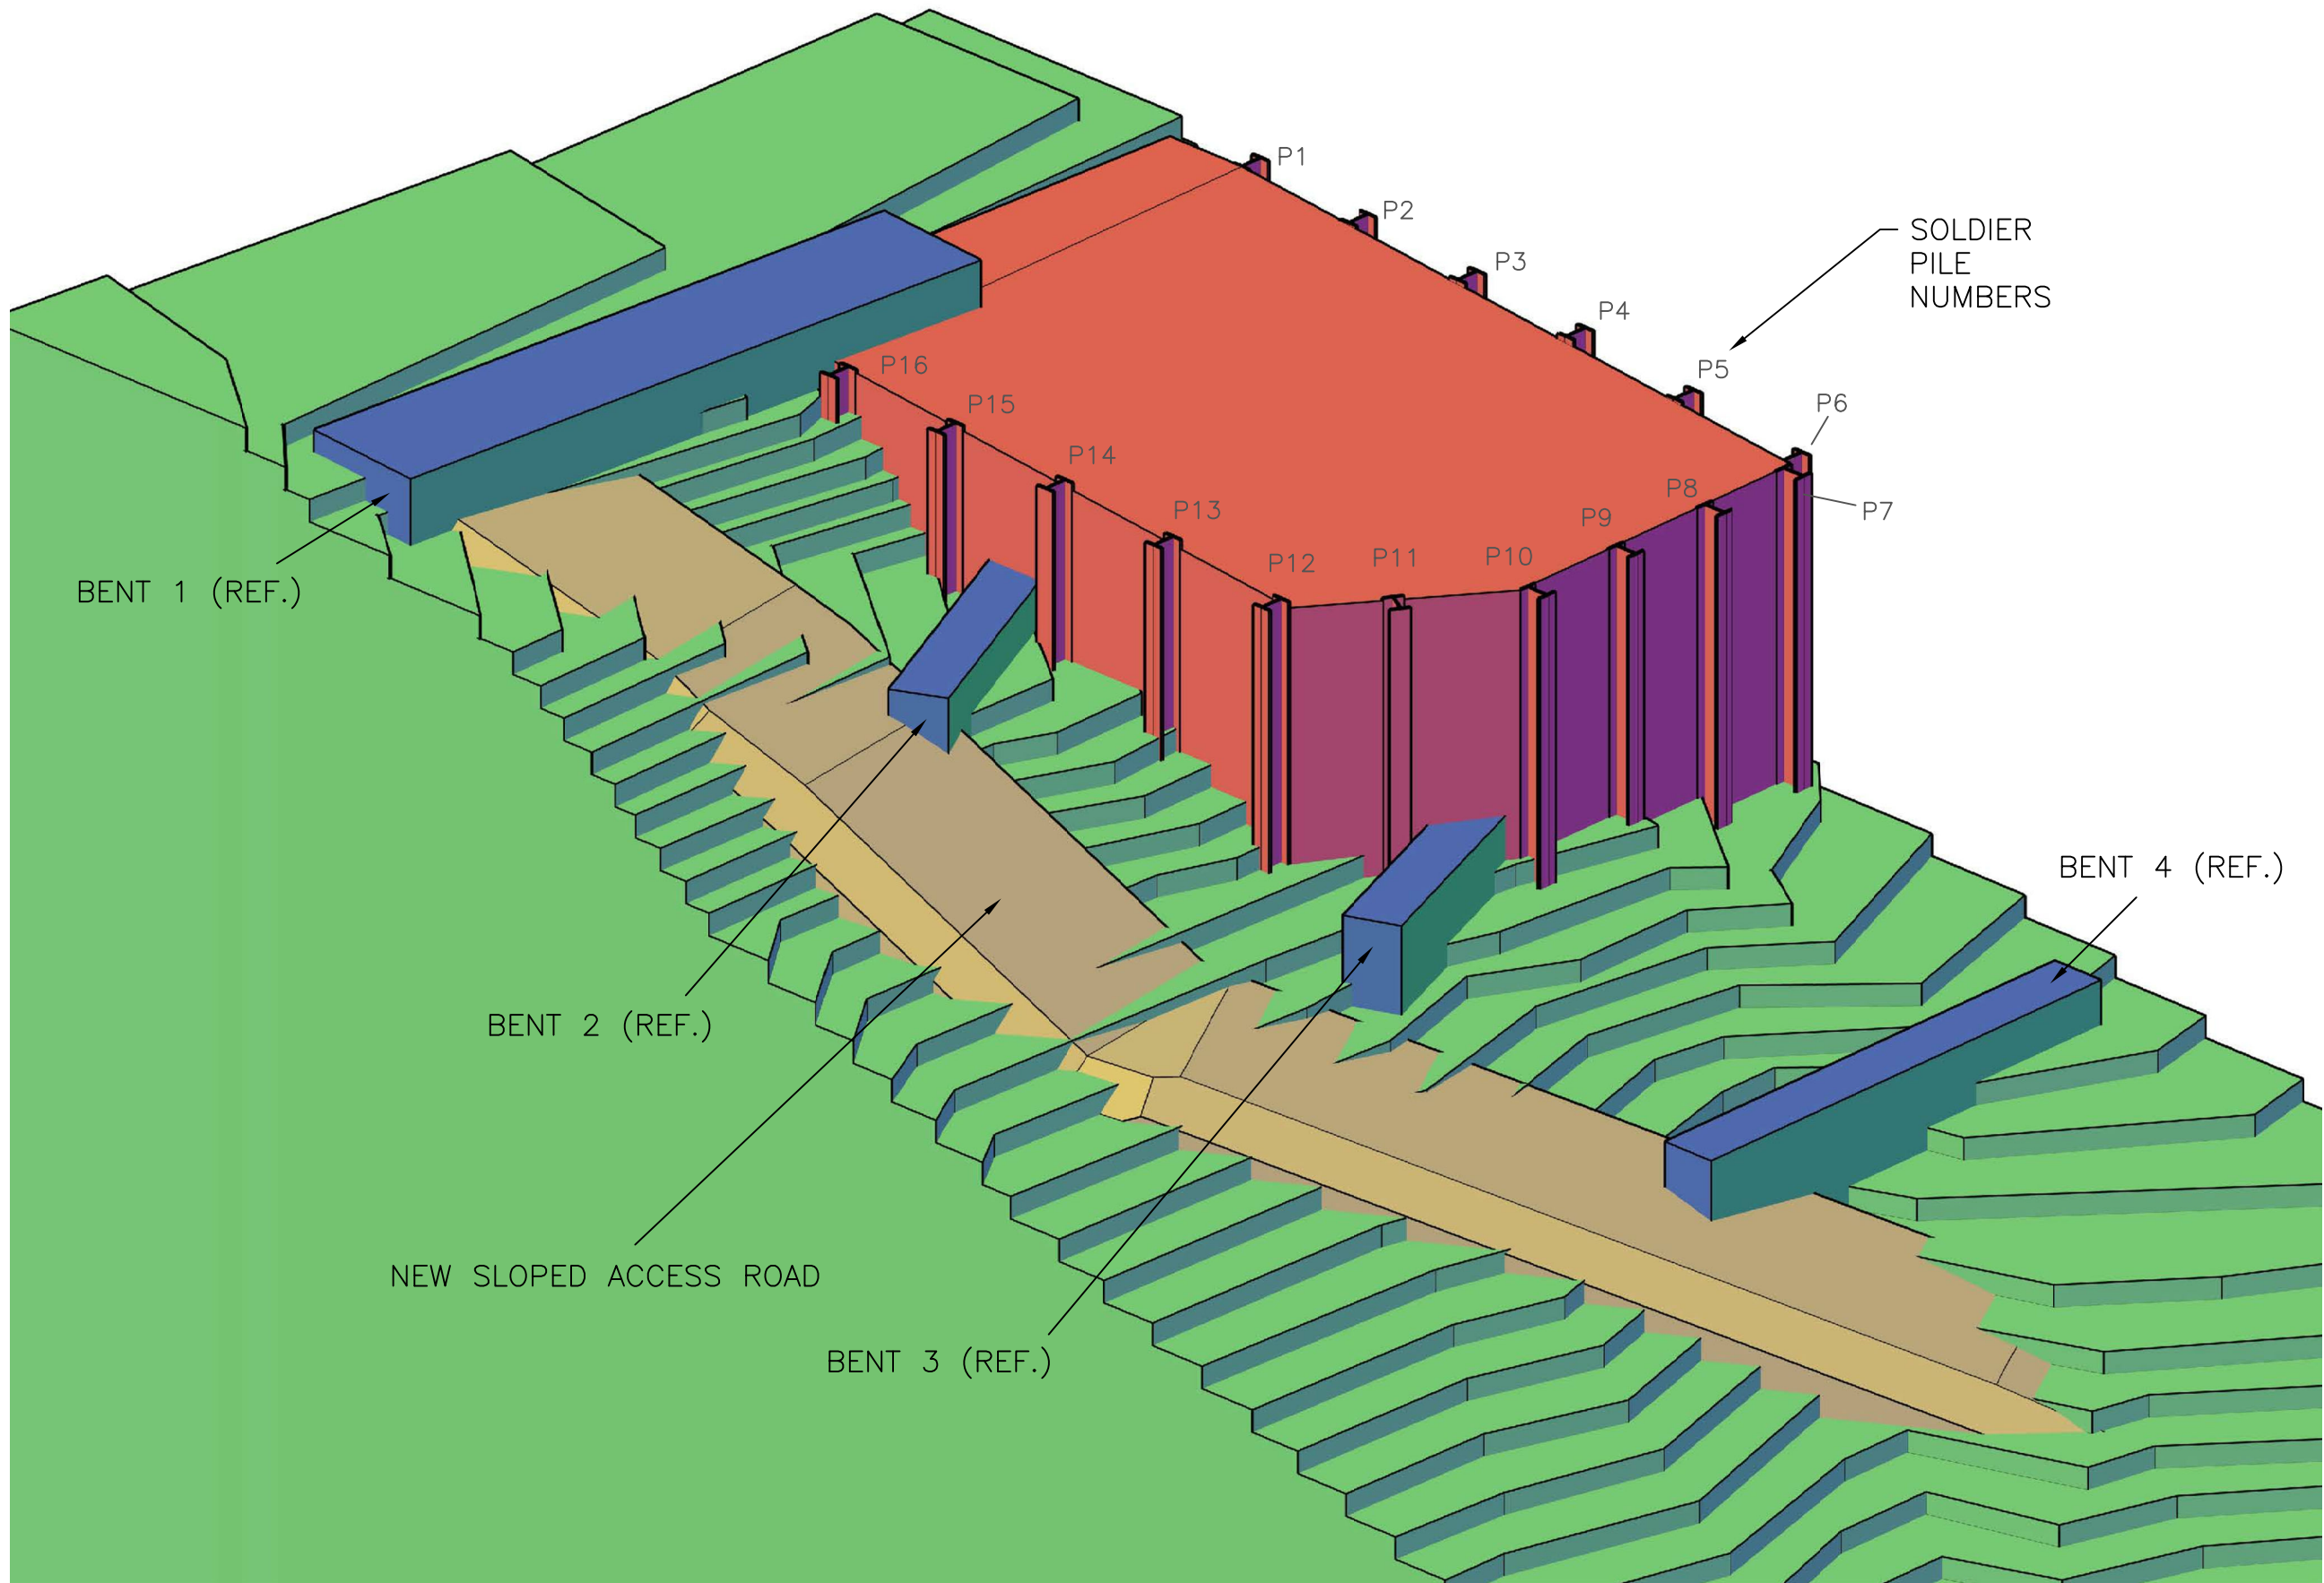 P1
P2
P3
P4
P5
P6
P7
P8
P9
P10
P11
P12
P13
P14
P15
P16
SOLDIER
PILE
NUMBERS
BENT 1 (REF.)
BENT 4 (REF.)
BENT 2 (REF.)
NEW SLOPED ACCESS ROAD
BENT 3 (REF.)